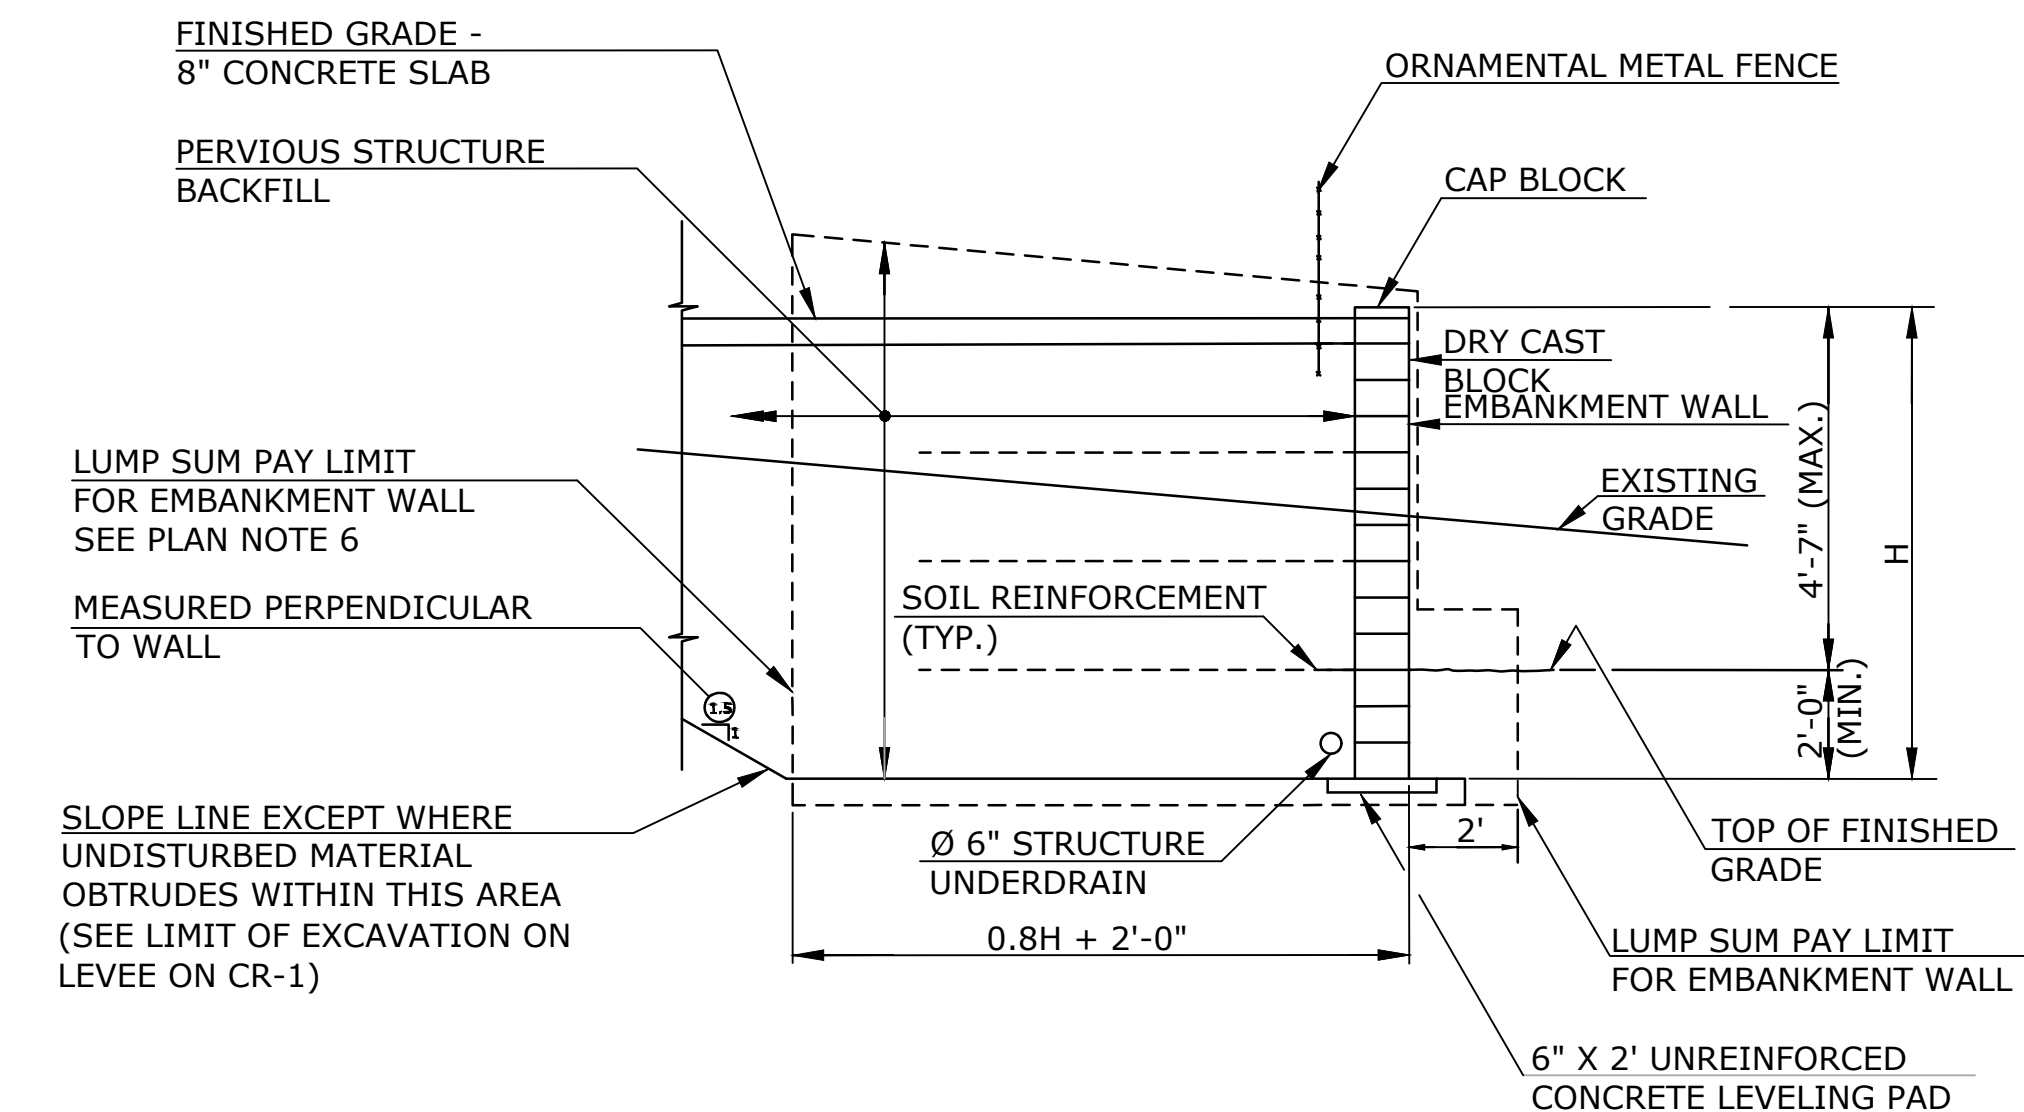 FINISHED GRADE -
8" CONCRETE SLAB
ORNAMENTAL METAL FENCE
PERVIOUS STRUCTURE
BACKFILL
CAP BLOCK
DRY CAST
BLOCK
EMBANKMENT WALL
LUMP SUM PAY LIMIT
FOR EMBANKMENT WALL
SEE PLAN NOTE 6
EXISTING
GRADE
4'-7" (MAX.)
H
MEASURED PERPENDICULAR
TO WALL
SOIL REINFORCEMENT
(TYP.)
1.5
1
2'-0"
(MIN.)
SLOPE LINE EXCEPT WHERE
UNDISTURBED MATERIAL
OBTRUDES WITHIN THIS AREA
(SEE LIMIT OF EXCAVATION ON
LEVEE ON CR-1)
Ø 6" STRUCTURE
UNDERDRAIN
2'
TOP OF FINISHED
GRADE
0.8H + 2'-0"
LUMP SUM PAY LIMIT
FOR EMBANKMENT WALL
6" X 2' UNREINFORCED
CONCRETE LEVELING PAD